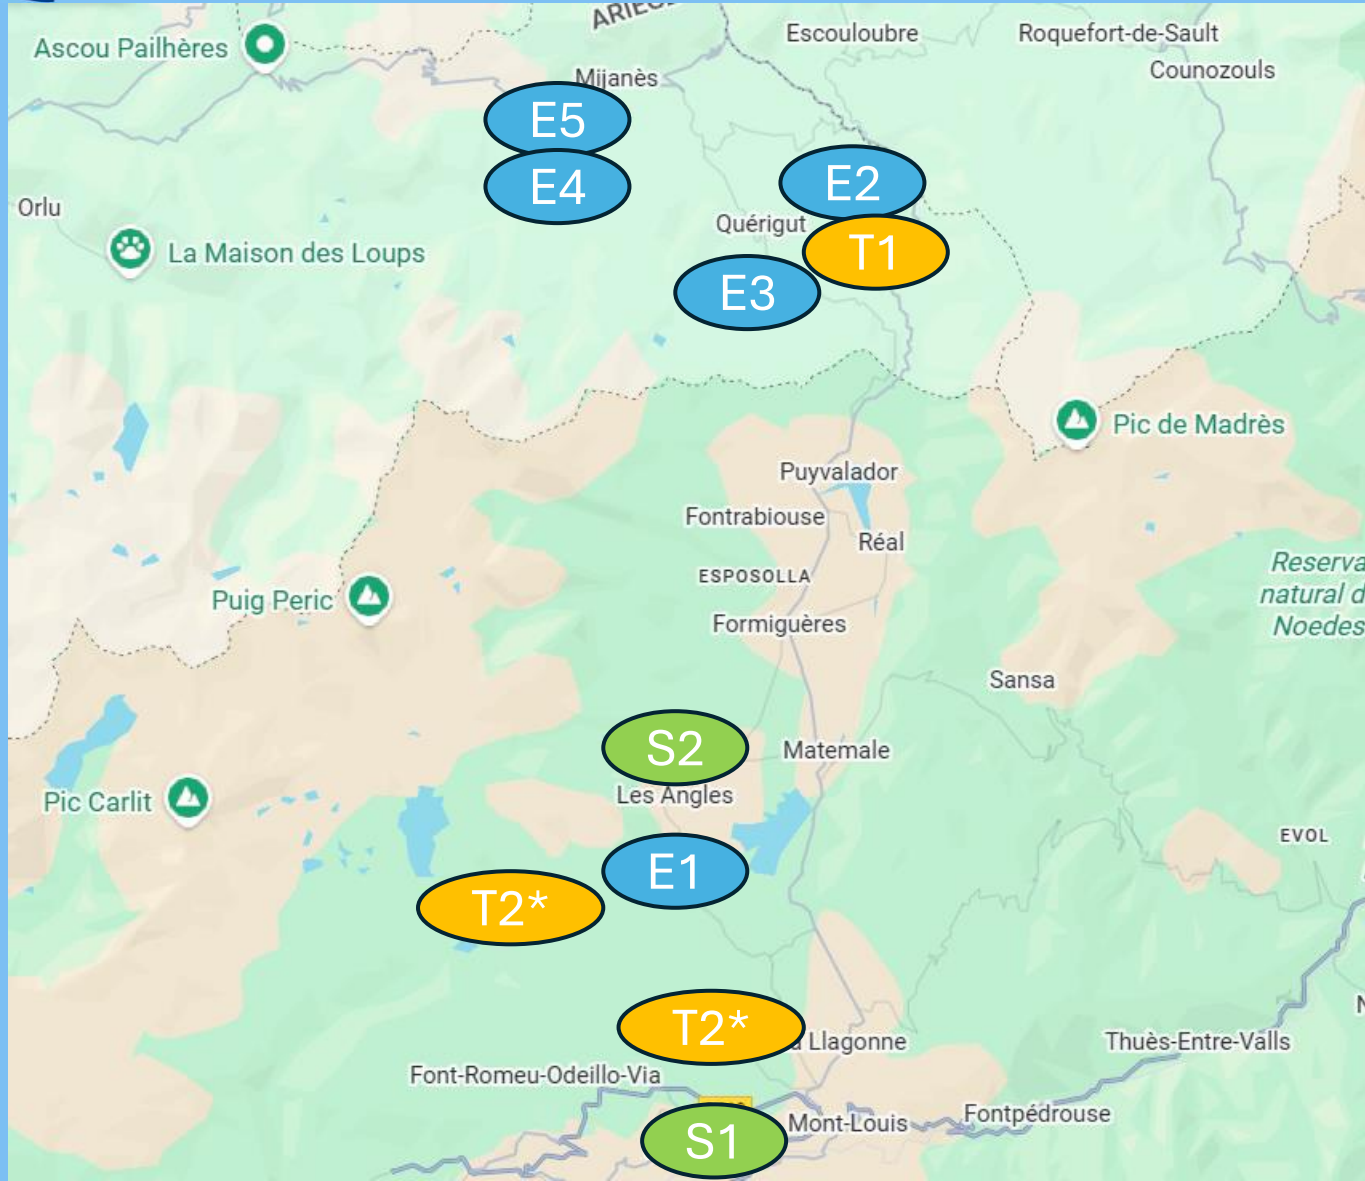 ARIÈGE
Escouloubre
Roquefort-de-Sault
Ascou Pailhères
Counozouls
Mijanès
E5
E4
E2
Orlu
Quérigut
La Maison des Loups
T1
E3
Pic de Madrès
Puyvalador
Fontrabiouse
Réal
Reserva
natural d
Noedes
ESPOSOLLA
Puig Peric
Formiguères
Sansa
S2
Matemale
Les Angles
Pic Carlit
EVOL
E1
T2*
T2*
Llagonne
Thuès-Entre-Valls
Font-Romeu-Odeillo-Via
Fontpédrouse
Mont-Louis
S1